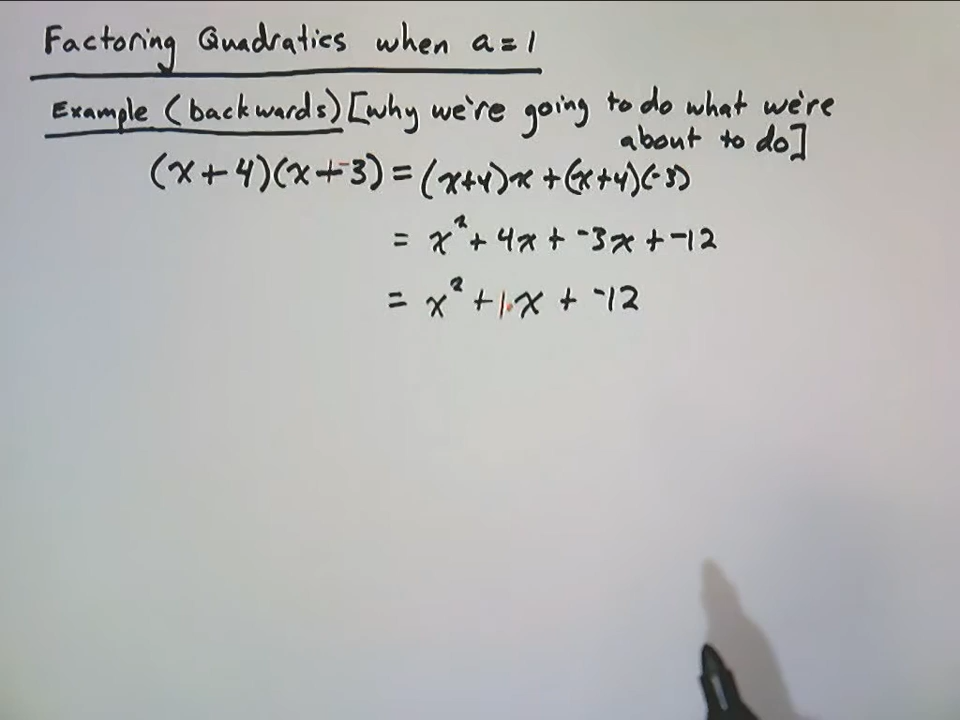 Factoring Quadratics when a = 1
Example (backwards) [why we're going to do what we're
about to do]
(x + 4)(x + -3) = (x+4)x + (x+4)(-3)
= x² + 4x + -3x + -12
= x² + 1·x + -12